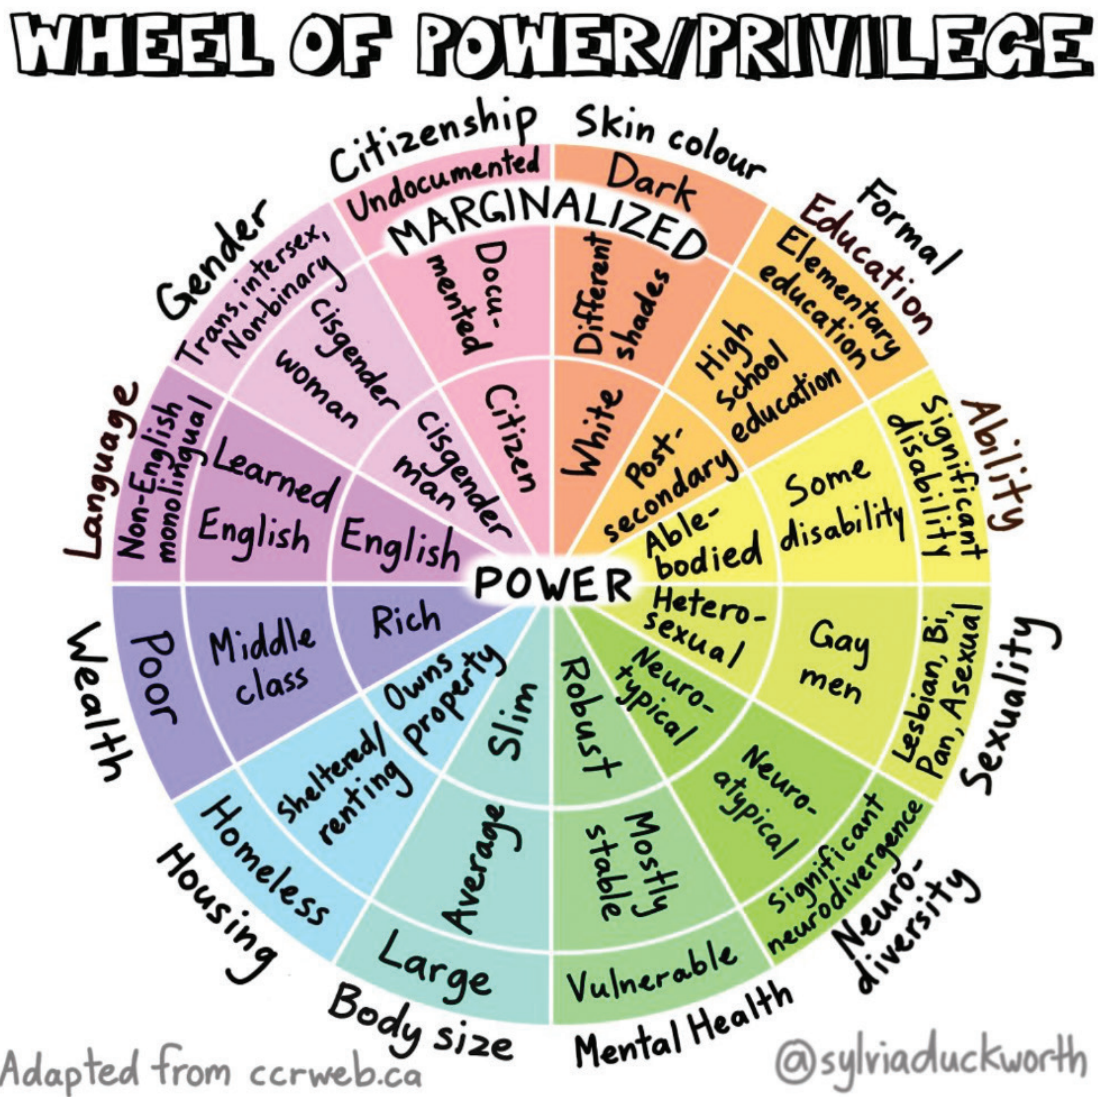 WHEEL OF POWER/PRIVILEGE
Citizenship
Undocumented
Docu-
mented
Citizen
Skin colour
Dark
Different
shades
White
MARGINALIZED
Formal
Education
Elementary
education
High
school
education
Post-
secondary
Ability
Significant
disability
Some
disability
Able-
bodied
Sexuality
Lesbian, Bi,
Pan, Asexual
Gay
men
Hetero-
sexual
Neuro-
diversity
Significant
neurodivergence
Neuro-
atypical
Neuro-
typical
Mental Health
Vulnerable
Mostly
stable
Robust
Body size
Large
Average
Slim
Housing
Homeless
Sheltered/
renting
Owns
property
Wealth
Poor
Middle
class
Rich
Language
Non-English
monolingual
Learned
English
English
Gender
Trans, intersex,
Non-binary
Cisgender
woman
Cisgender
man
POWER
Adapted from ccrweb.ca
@sylviaduckworth